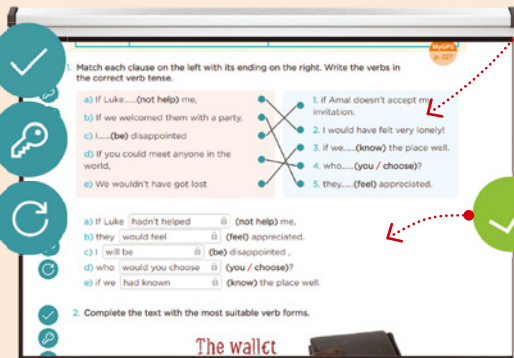 MyGPS
p. 227
1. Match each clause on the left with its ending on the right. Write the verbs in
the correct verb tense.
a) If Luke.....(not help) me,
b) If we welcomed them with a party,
c) I.....(be) disappointed
d) If you could meet anyone in the
world,
e) We wouldn't have got lost
1. if Amal doesn't accept my
invitation.
2. I would have felt very lonely!
3. if we.....(know) the place well.
4. who.....(you / choose)?
5. they.....(feel) appreciated.
a) If Luke hadn't helped (not help) me,
b) they would feel (feel) appreciated.
c) I will be (be) disappointed ,
d) who would you choose (you / choose)?
e) if we had known (know) the place well.
2. Complete the text with the most suitable verb forms.
The wallet